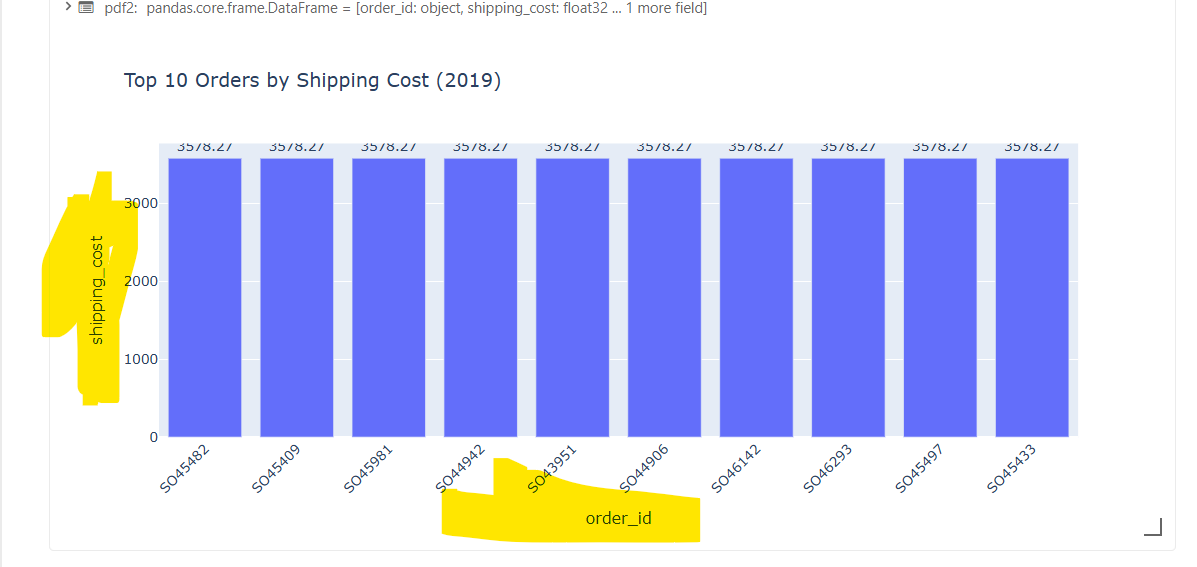 pdf2: pandas.core.frame.DataFrame = [order_id: object, shipping_cost: float32 ... 1 more field]
Top 10 Orders by Shipping Cost (2019)
3578.27 3578.27 3578.27 3578.27 3578.27 3578.27 3578.27 3578.27 3578.27 3578.27
3000
2000
1000
0
shipping_cost
SO45482 SO45409 SO45981 SO44942 SO43951 SO44906 SO46142 SO46293 SO45497 SO45433
order_id